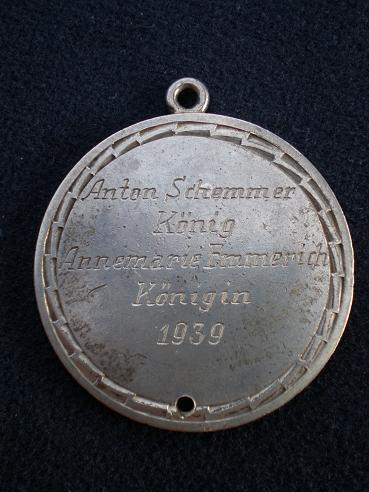 Anton Schemmer
König
Annemarie Emmerich
Königin
1939